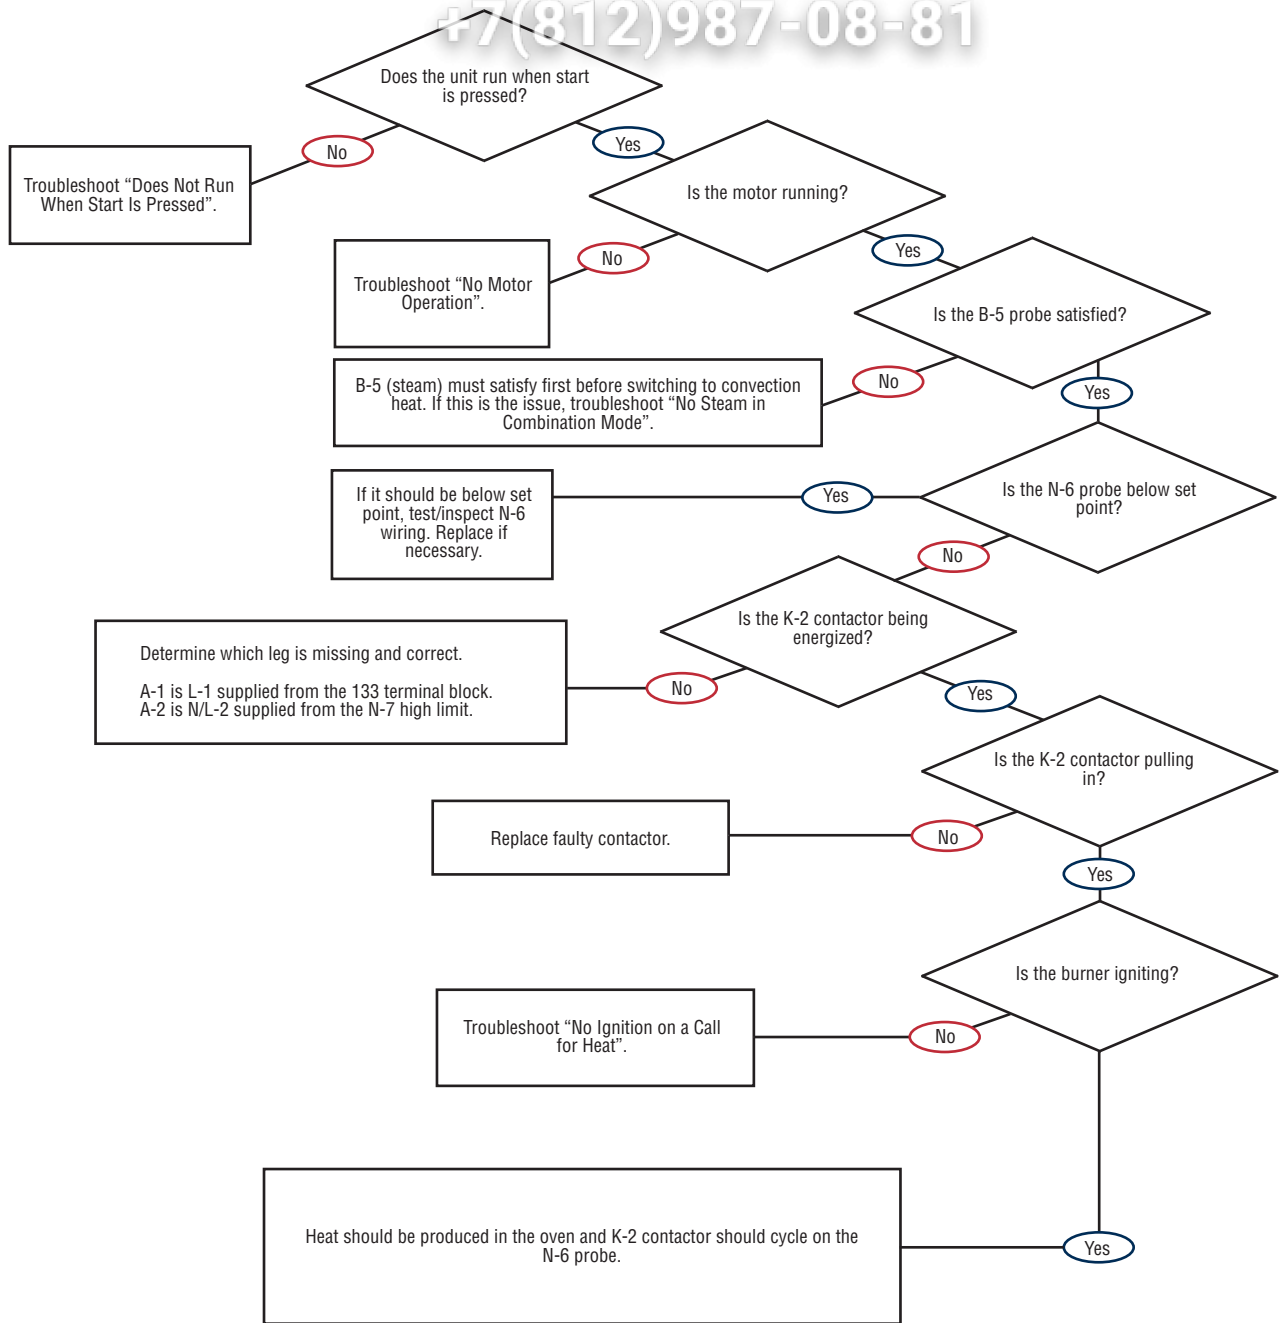 +7(812)987-08-81
Does the unit run when start
is pressed?
No
Yes
Troubleshoot “Does Not Run
When Start Is Pressed”.
Is the motor running?
No
Yes
Troubleshoot “No Motor
Operation”.
Is the B-5 probe satisfied?
No
Yes
B-5 (steam) must satisfy first before switching to convection
heat. If this is the issue, troubleshoot “No Steam in
Combination Mode”.
Is the N-6 probe below set
point?
Yes
No
If it should be below set
point, test/inspect N-6
wiring. Replace if
necessary.
Is the K-2 contactor being
energized?
No
Yes
Determine which leg is missing and correct.
A-1 is L-1 supplied from the 133 terminal block.
A-2 is N/L-2 supplied from the N-7 high limit.
Is the K-2 contactor pulling
in?
No
Yes
Replace faulty contactor.
Is the burner igniting?
No
Yes
Troubleshoot “No Ignition on a Call
for Heat”.
Heat should be produced in the oven and K-2 contactor should cycle on the
N-6 probe.